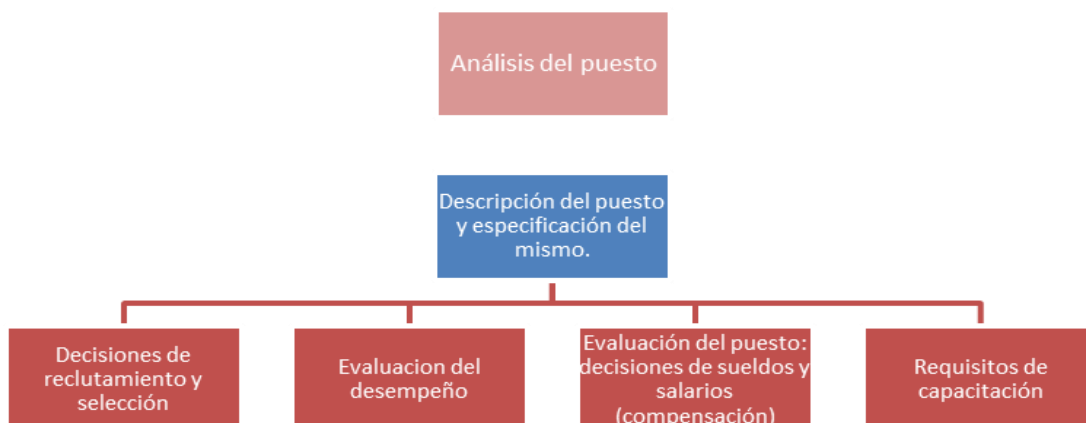 Análisis del puesto
Descripción del puesto
y especificación del
mismo.
Decisiones de
reclutamiento y
selección
Evaluacion del
desempeño
Evaluación del puesto:
decisiones de sueldos y
salarios
(compensación)
Requisitos de
capacitación